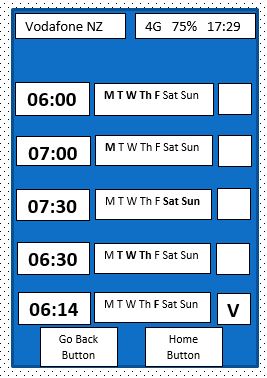 Vodafone NZ 4G 75% 17:29
06:00 M T W Th F Sat Sun
07:00 M T W Th F Sat Sun
07:30 M T W Th F Sat Sun
06:30 M T W Th F Sat Sun
06:14 M T W Th F Sat Sun V
Go Back Home
Button Button